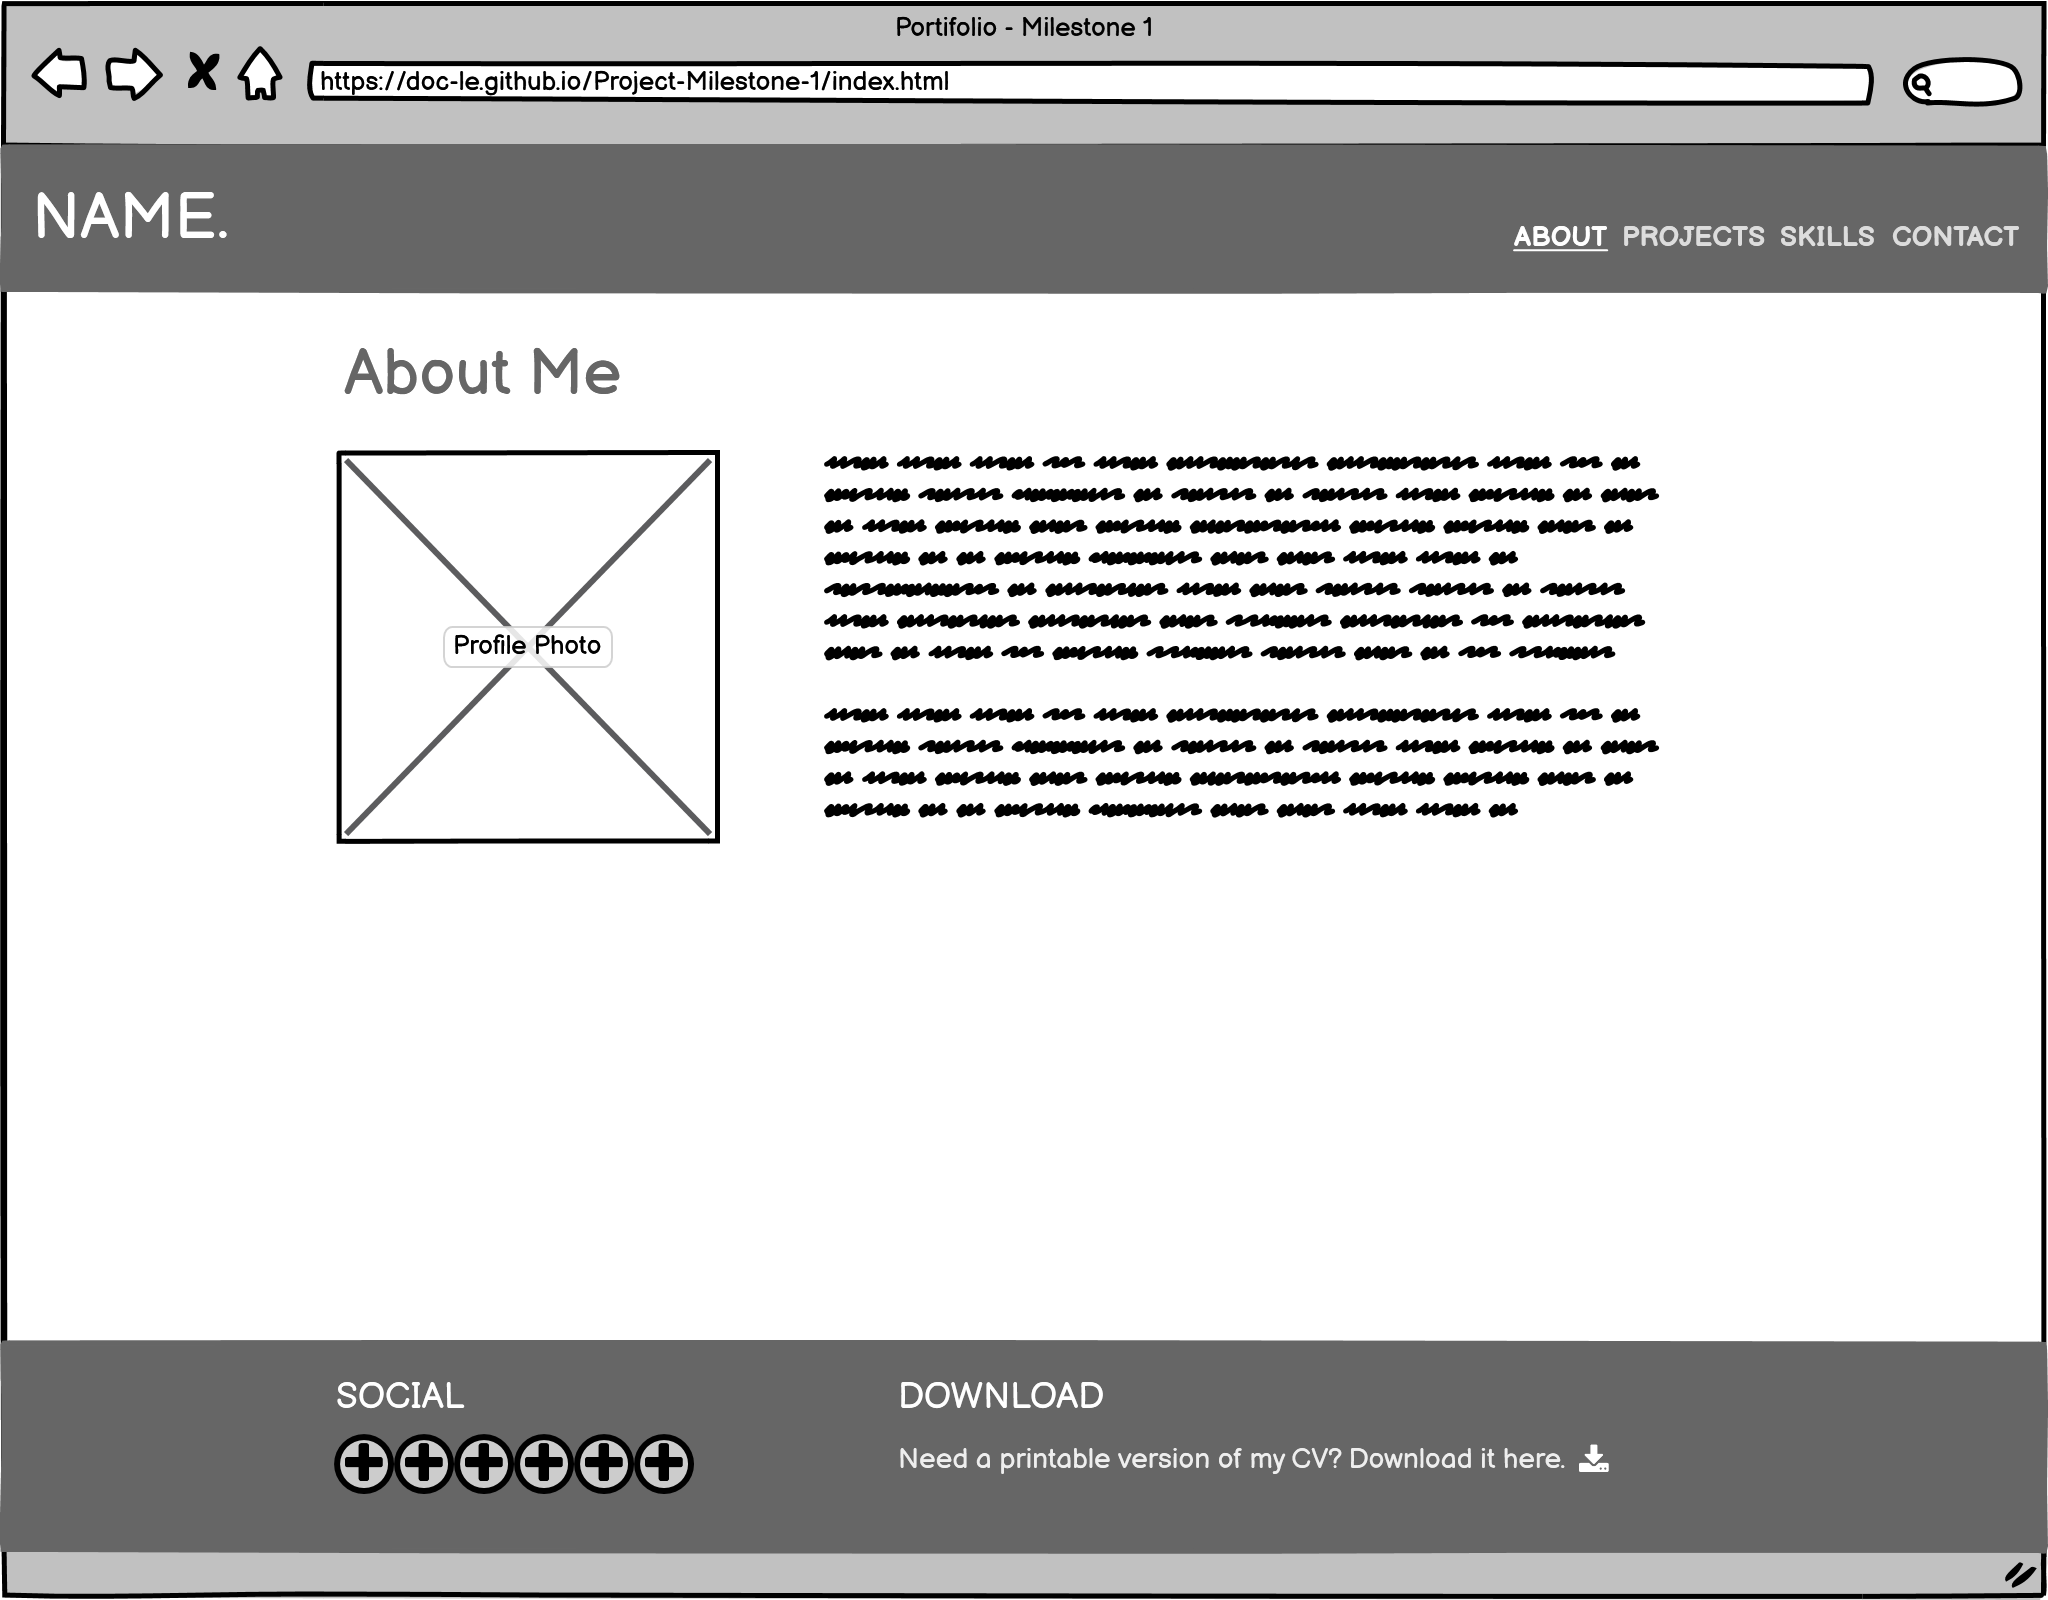 Portifolio - Milestone 1
https://doc-le.github.io/Project-Milestone-1/index.html
NAME.
ABOUT PROJECTS SKILLS CONTACT
About Me
Profile Photo
SOCIAL
DOWNLOAD
Need a printable version of my CV? Download it here.